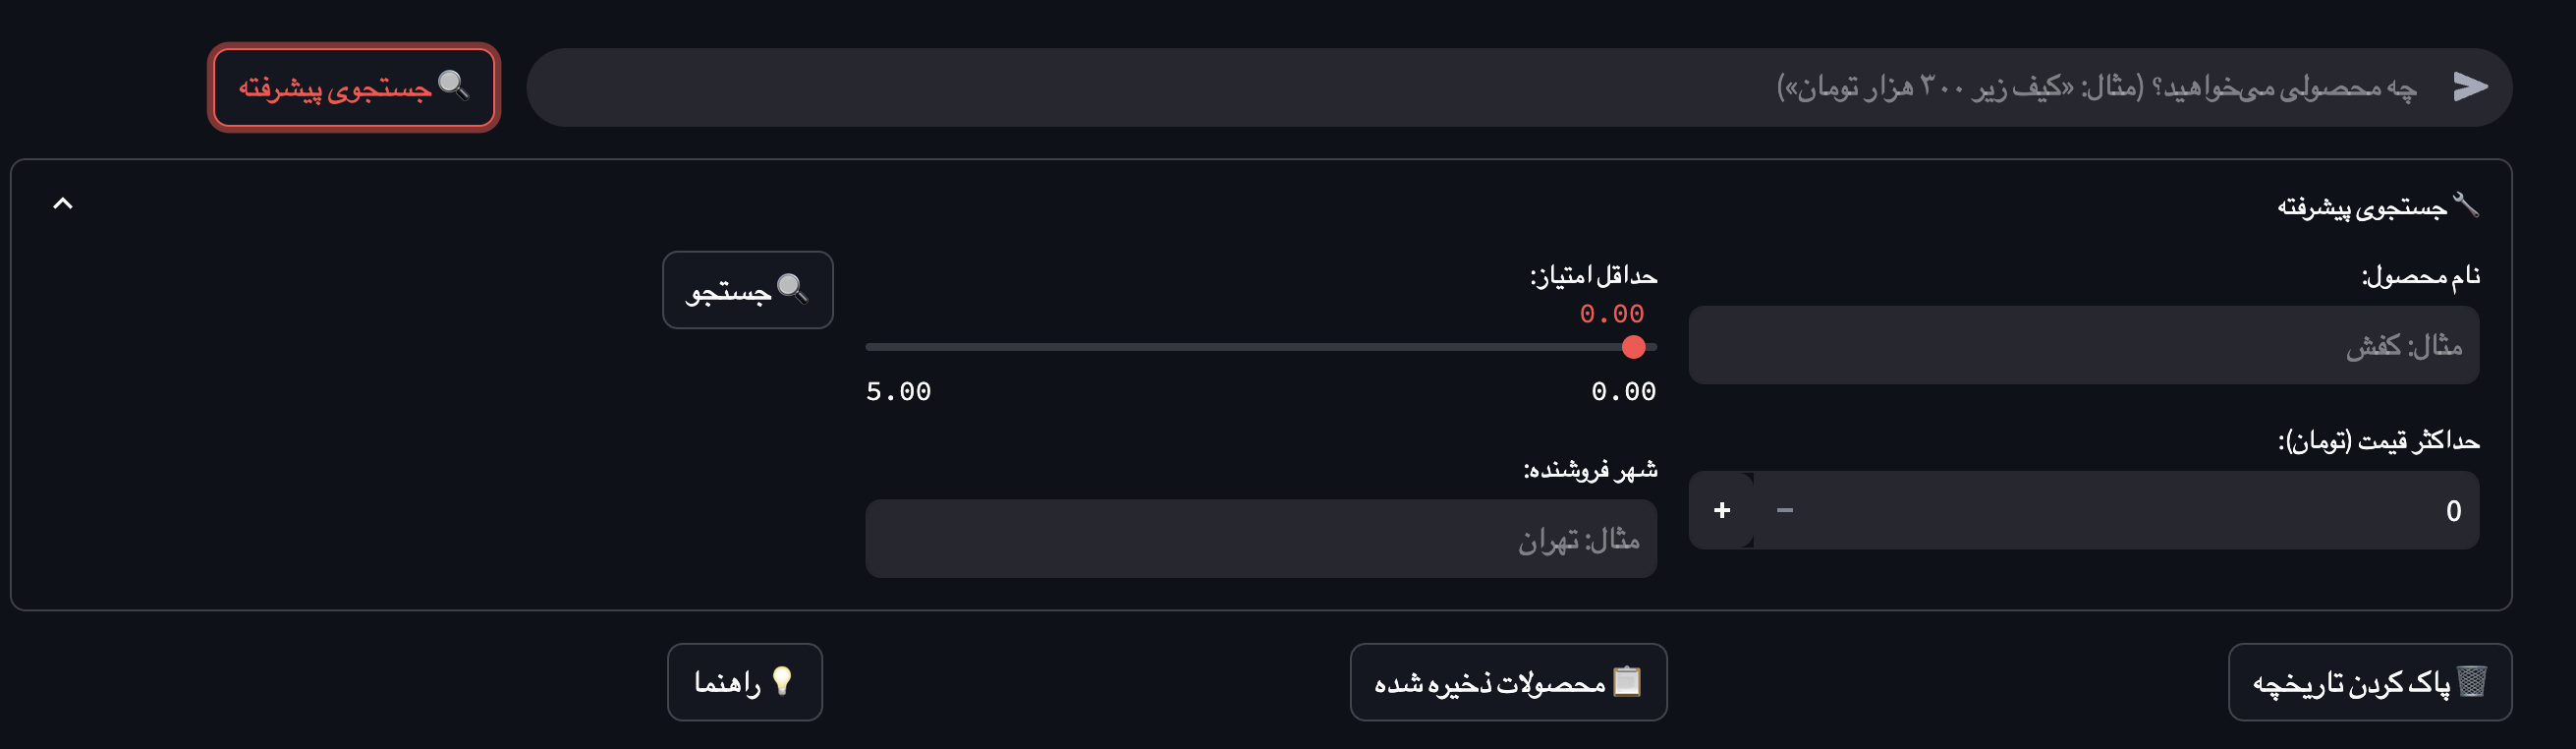 چه محصولی می‌خواهید؟ (مثال: «کیف زیر ۳۰۰ هزار تومان»)
جستجوی پیشرفته
جستجوی پیشرفته
نام محصول:
مثال: کفش
حداکثر قیمت (تومان):
0
حداقل امتیاز:
0.00
0.00
5.00
شهر فروشنده:
مثال: تهران
جستجو
پاک کردن تاریخچه
محصولات ذخیره شده
راهنما